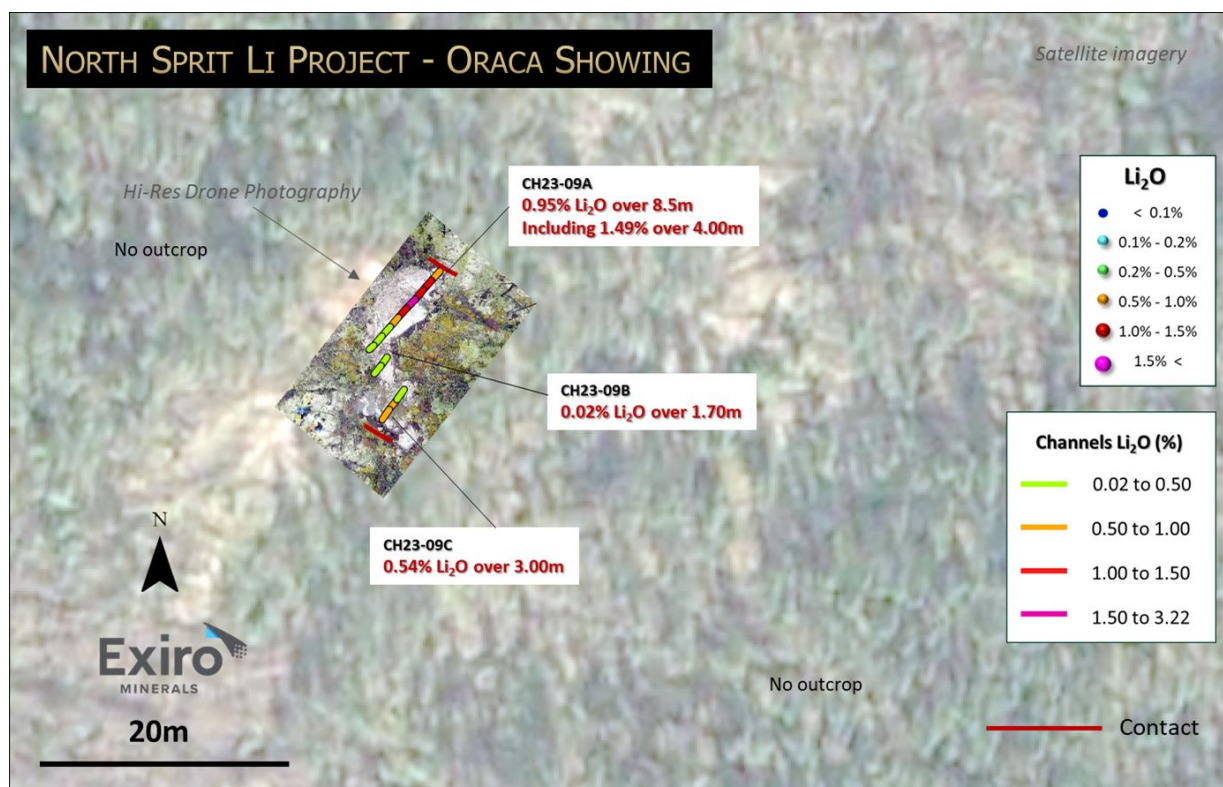 NORTH SPRIT LI PROJECT - ORACA SHOWING
Satellite imagery
Hi-Res Drone Photography
No outcrop
CH23-09A
0.95% Li₂O over 8.5m
Including 1.49% over 4.00m
CH23-09B
0.02% Li₂O over 1.70m
CH23-09C
0.54% Li₂O over 3.00m
Li₂O
< 0.1%
0.1% - 0.2%
0.2% - 0.5%
0.5% - 1.0%
1.0% - 1.5%
1.5% <
Channels Li₂O (%)
0.02 to 0.50
0.50 to 1.00
1.00 to 1.50
1.50 to 3.22
N
Exiro
MINERALS
20m
No outcrop
Contact